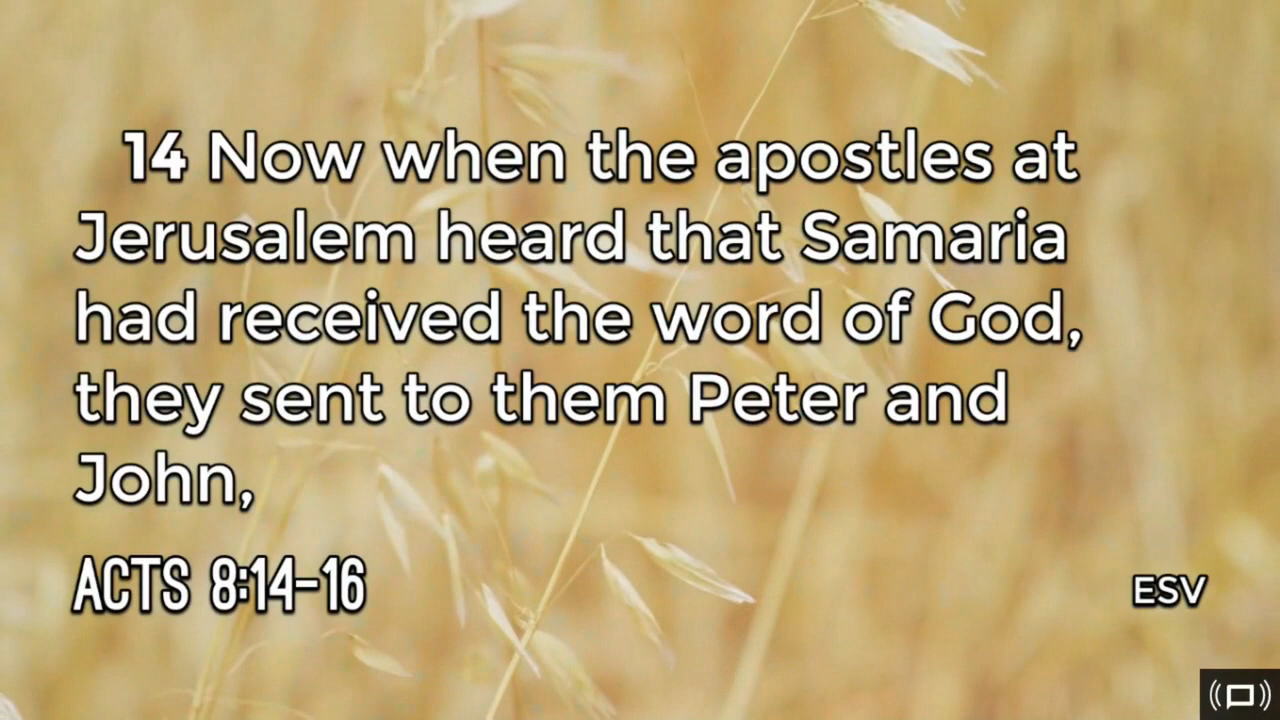 14 Now when the apostles at
Jerusalem heard that Samaria
had received the word of God,
they sent to them Peter and
John,
ACTS 8:14-16
ESV